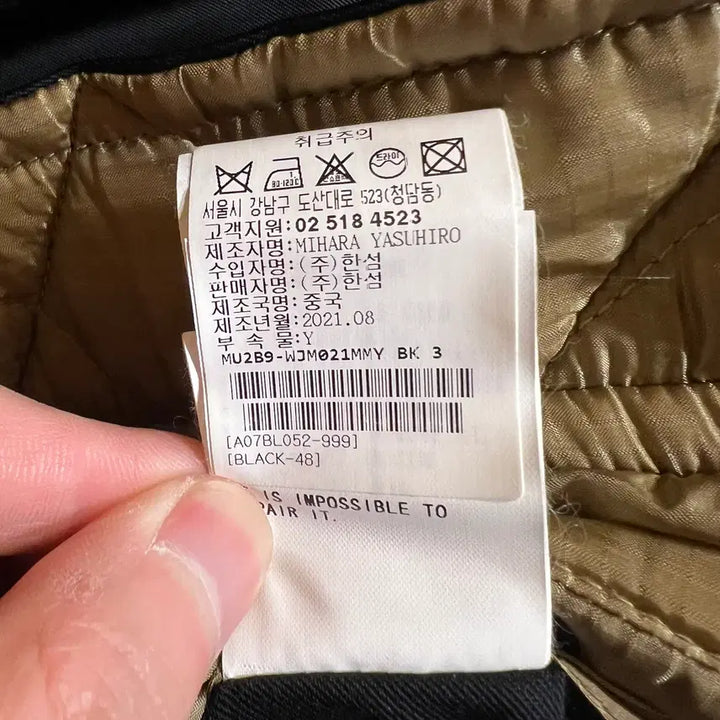 취급주의
드라이
서울시 강남구 도산대로 523(청담동)
고객지원: 02 518 4523
제조자명:MIHARA YASUHIRO
수입자명:(주)한섬
판매자명:(주)한섬
제조국명:중국
제조년월:2021.08
부 속 물:Y
MU2B9-WJM021MMY BK 3
[A07BL052-999]
[BLACK-48]
IS IMPOSSIBLE TO
IT.